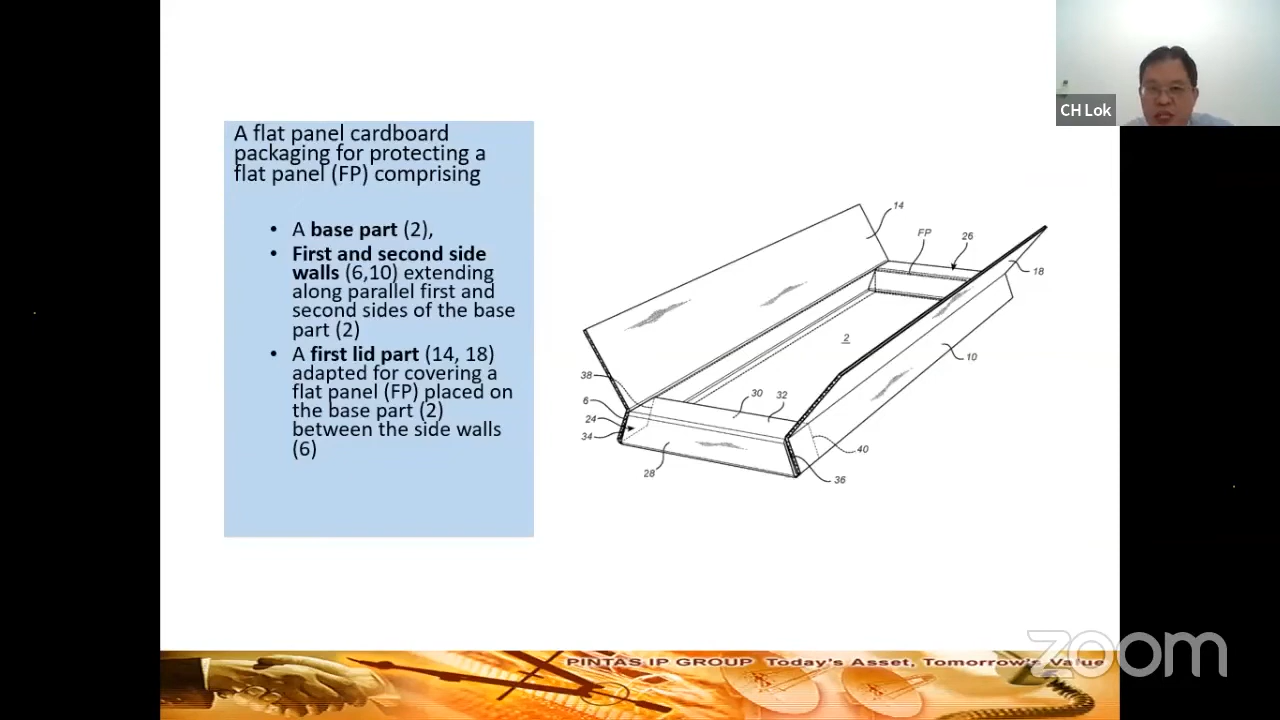 CH Lok
A flat panel cardboard
packaging for protecting a
flat panel (FP) comprising
• A base part (2),
• First and second side
walls (6,10) extending
along parallel first and
second sides of the base
part (2)
• A first lid part (14, 18)
adapted for covering a
flat panel (FP) placed on
the base part (2)
between the side walls
(6)
14
FP
26
18
2
10
38
30
32
6
24
34
40
28
36
zoom
PINTAS IP GROUP Today's Asset, Tomorrow's Value